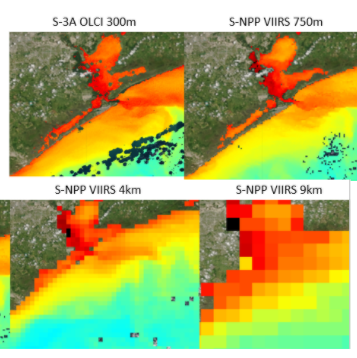 S-3A OLCI 300m
S-NPP VIIRS 750m
S-NPP VIIRS 4km
S-NPP VIIRS 9km